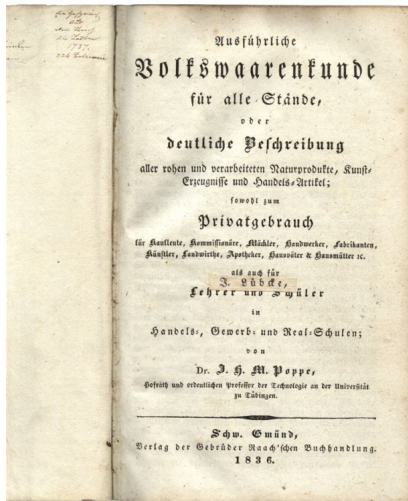 Ausführliche
Volkswaarenkunde
für alle Stände,
oder
deutliche Beschreibung
aller rohen und verarbeiteten Naturprodukte, Kunst-
Erzeugnisse und Handels-Artikel;
sowohl zum
Privatgebrauch
für Kaufleute, Kommissionäre, Mäckler, Handwerker, Fabrikanten,
Künstler, Landwirthe, Apotheker, Hausväter & Hausmütter ꝛc.
als auch für
J. Lübcke,
Lehrer und Schüler
in
Handels-, Gewerb- und Real-Schulen;
von
Dr. J. H. M. Poppe,
Hofrath und ordentlichen Professor der Technologie an der Universität
zu Tübingen.
Schw. Gmünd,
Verlag der Gebrüder Raach'schen Buchhandlung.
1836.